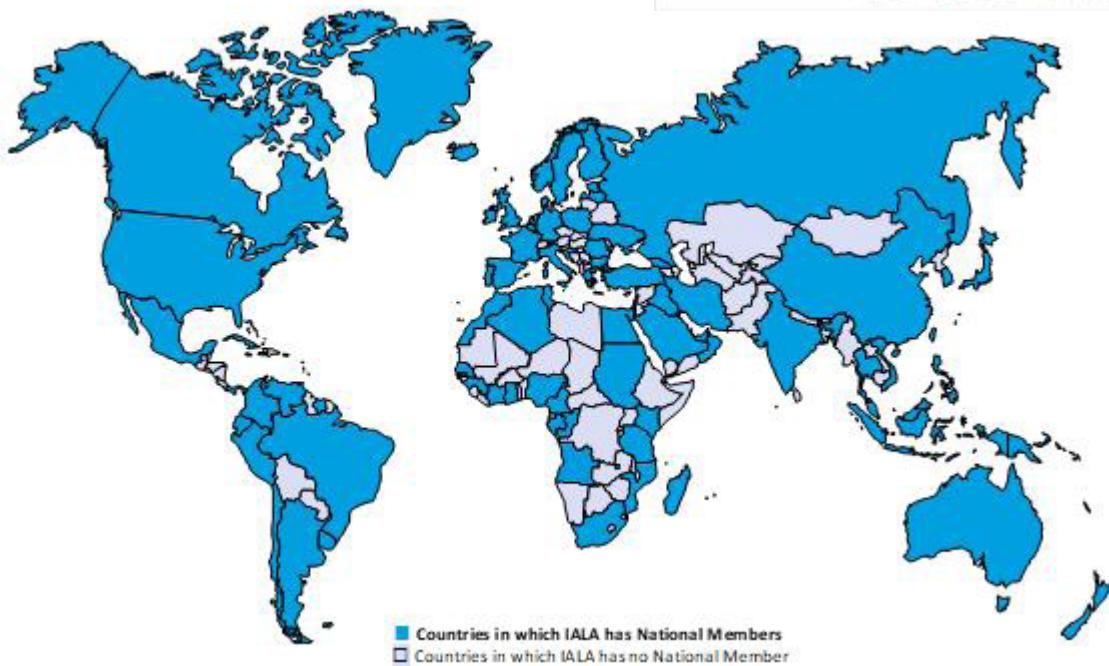 Countries in which IALA has National Members
Countries in which IALA has no National Member